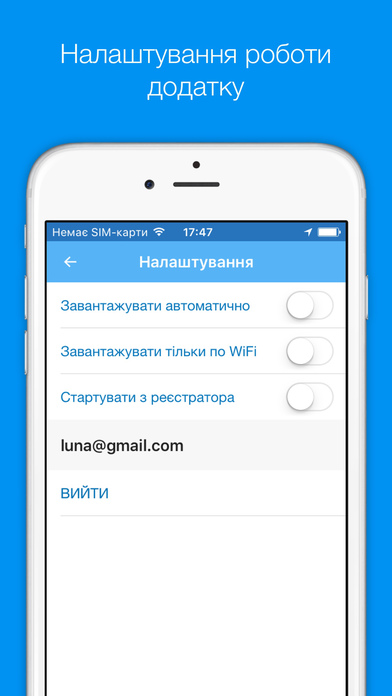 Налаштування роботи
додатку
Немає SIM-карти 17:47
Налаштування
Завантажувати автоматично
Завантажувати тільки по WiFi
Стартувати з реєстратора
luna@gmail.com
ВИЙТИ